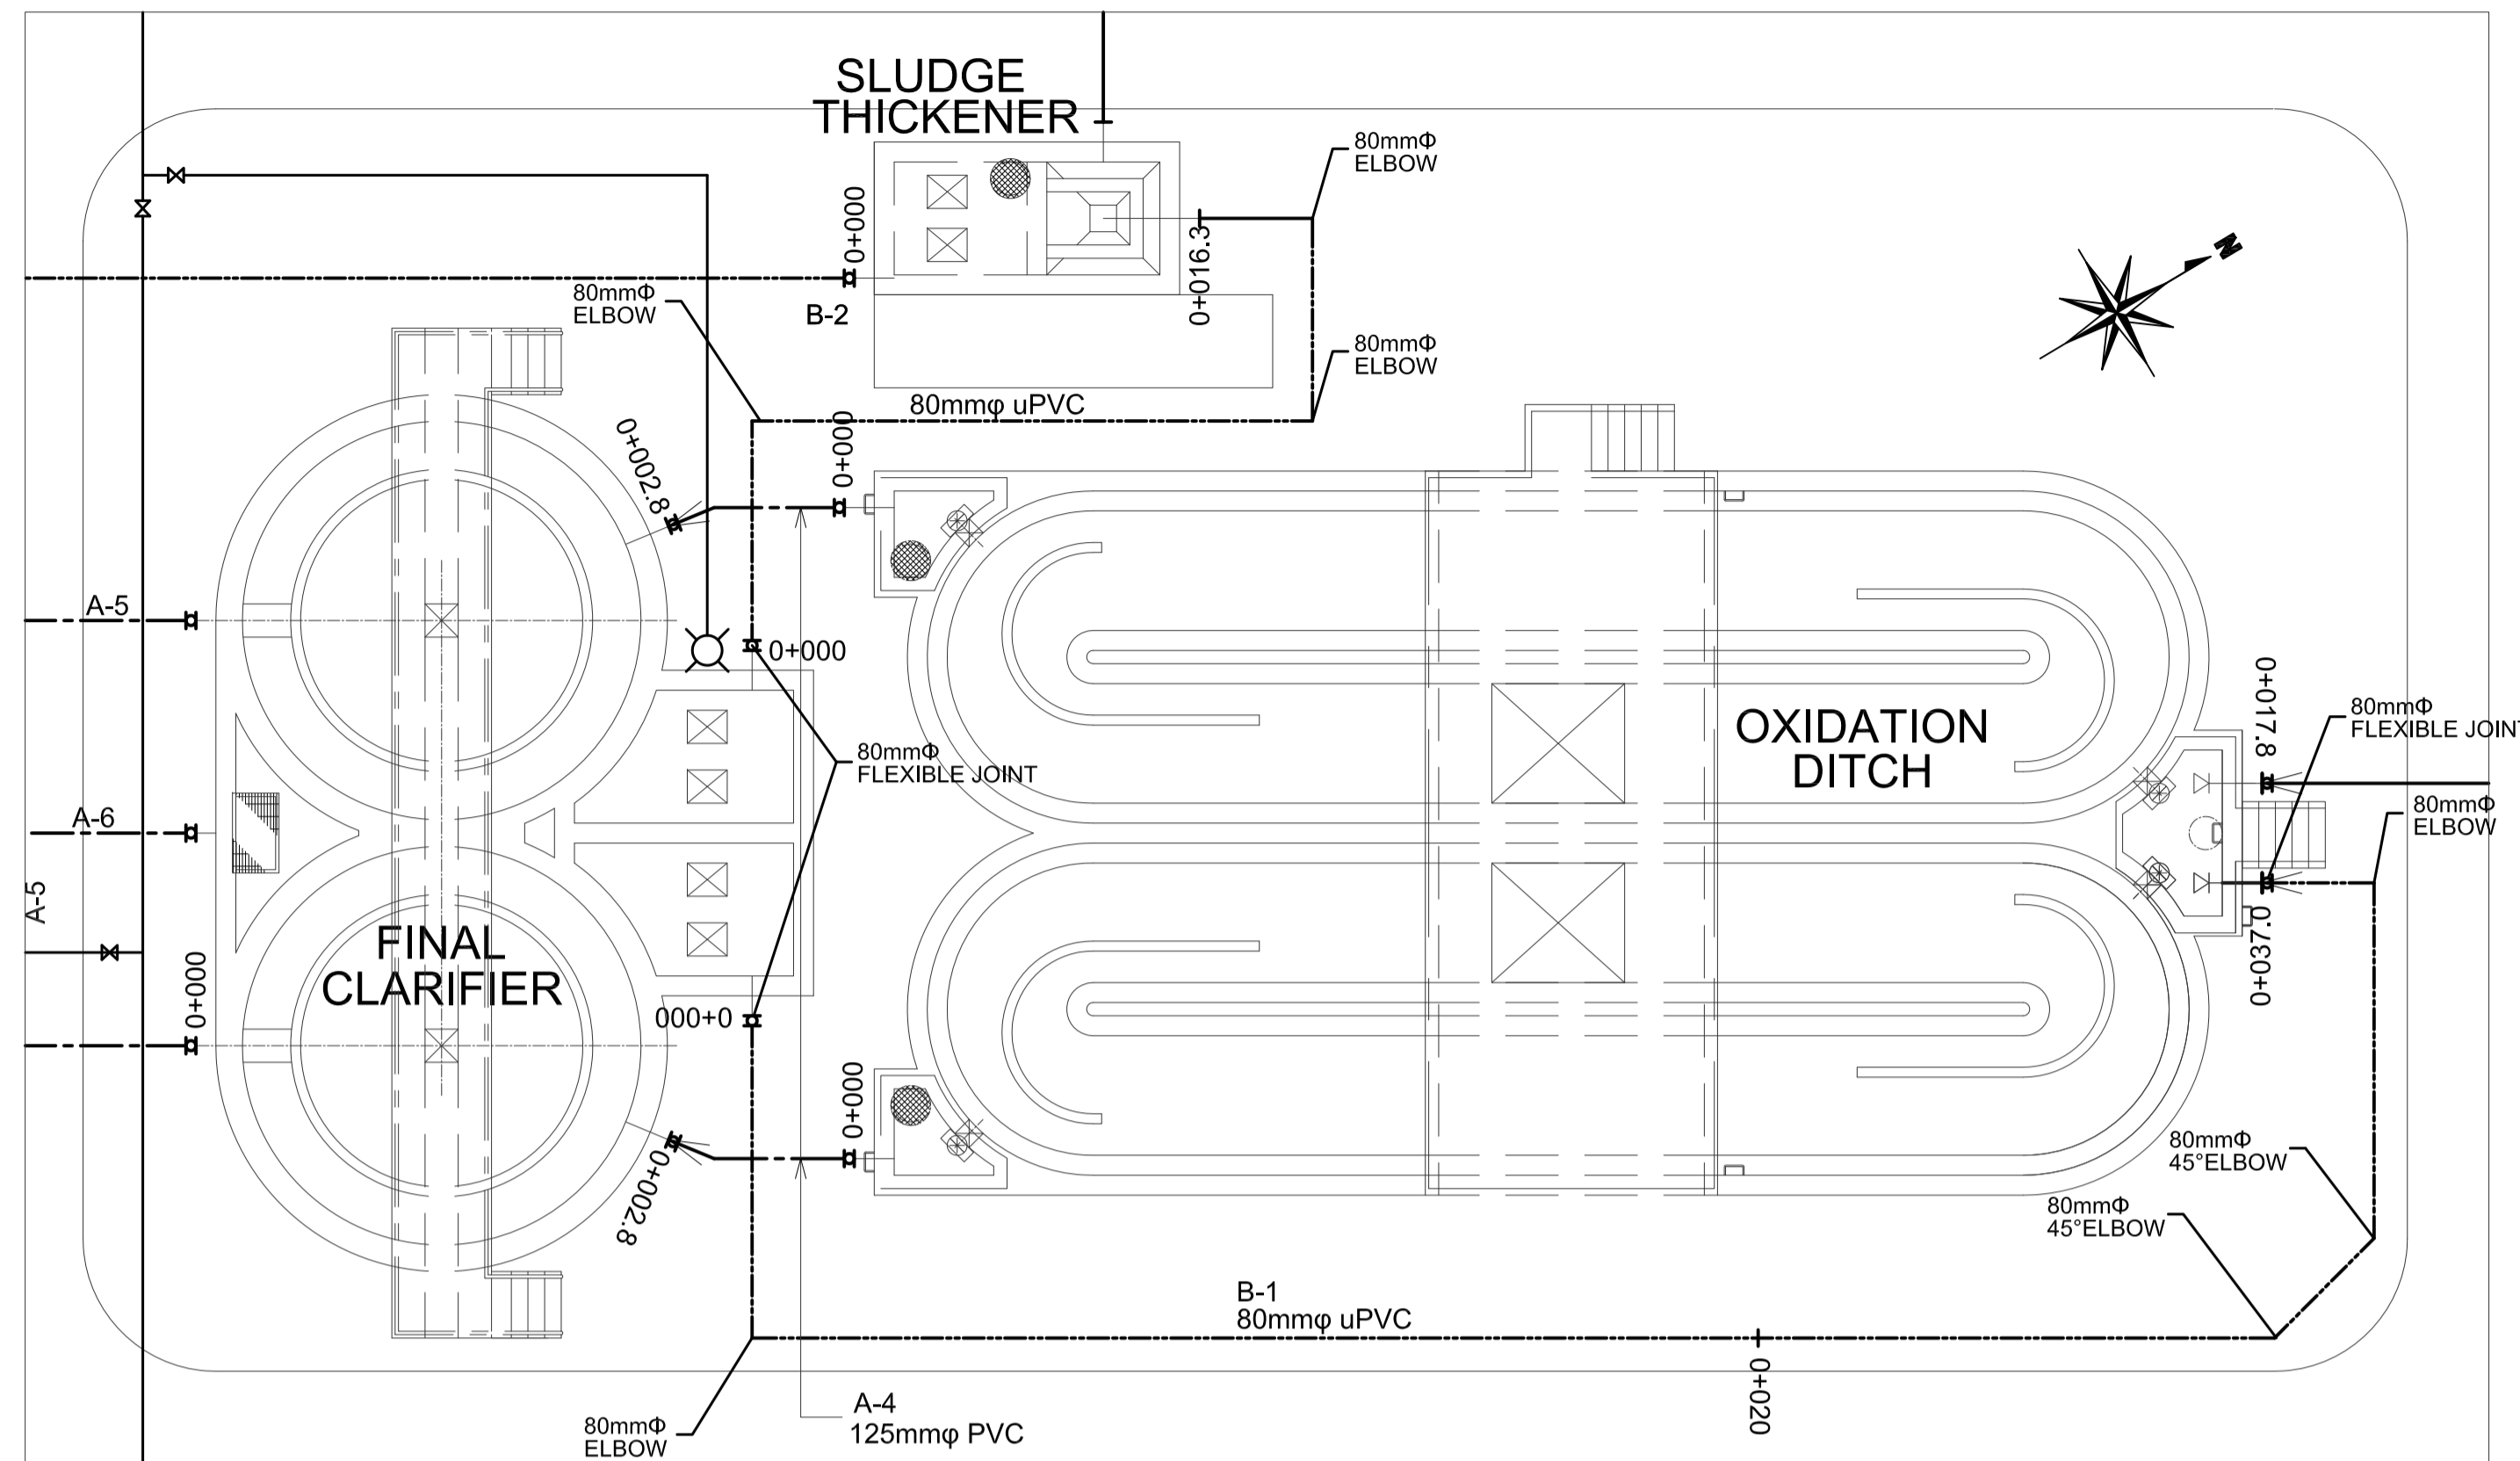 SLUDGE
THICKENER
80mmΦ
ELBOW
0+000
0+016.3
N
80mmΦ
ELBOW
B-2
80mmΦ
ELBOW
80mmφ uPVC
0+002.8
0+000
A-5
0+000
80mmΦ
FLEXIBLE JOINT
OXIDATION
DITCH
0+017.8
80mmΦ
FLEXIBLE JOINT
80mmΦ
ELBOW
A-6
A-5
FINAL
CLARIFIER
0+000
0+037.0
0+000
0+000
0+002.8
80mmΦ
45°ELBOW
80mmΦ
45°ELBOW
B-1
80mmφ uPVC
0+020
A-4
125mmφ PVC
80mmΦ
ELBOW